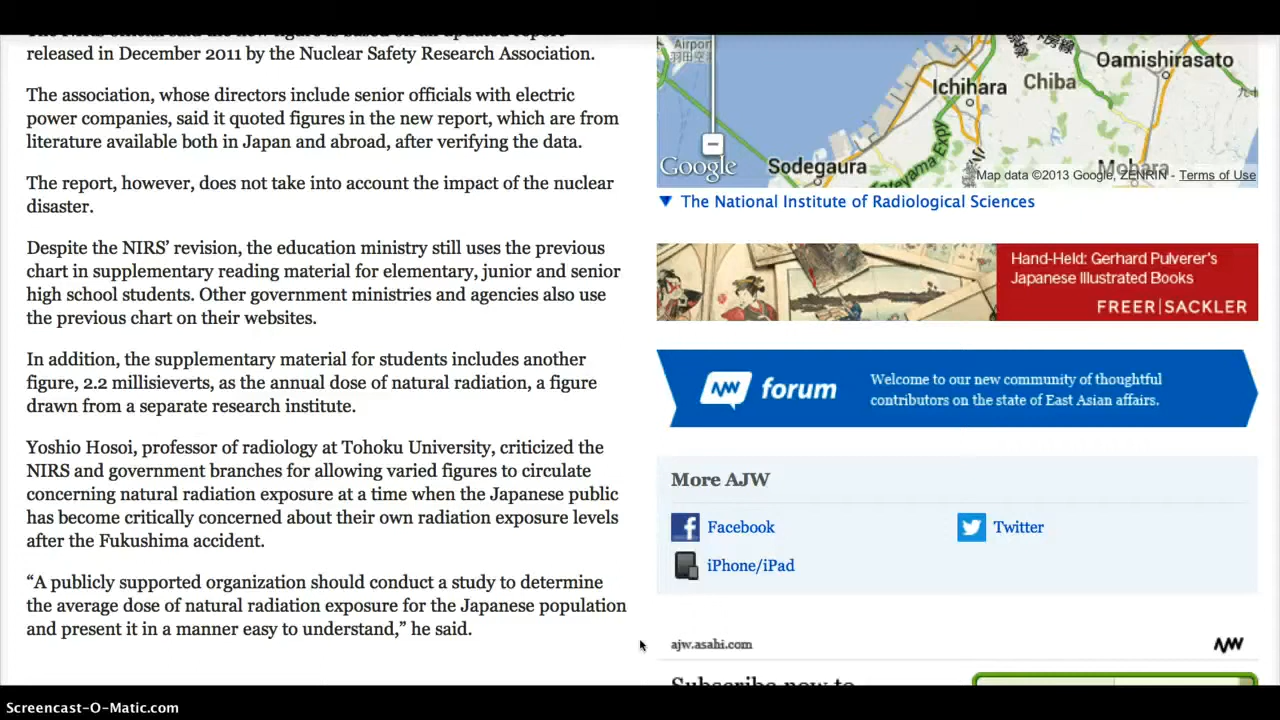 released in December 2011 by the Nuclear Safety Research Association.
The association, whose directors include senior officials with electric
power companies, said it quoted figures in the new report, which are from
literature available both in Japan and abroad, after verifying the data.
The report, however, does not take into account the impact of the nuclear
disaster.
Despite the NIRS’ revision, the education ministry still uses the previous
chart in supplementary reading material for elementary, junior and senior
high school students. Other government ministries and agencies also use
the previous chart on their websites.
In addition, the supplementary material for students includes another
figure, 2.2 millisieverts, as the annual dose of natural radiation, a figure
drawn from a separate research institute.
Yoshio Hosoi, professor of radiology at Tohoku University, criticized the
NIRS and government branches for allowing varied figures to circulate
concerning natural radiation exposure at a time when the Japanese public
has become critically concerned about their own radiation exposure levels
after the Fukushima accident.
“A publicly supported organization should conduct a study to determine
the average dose of natural radiation exposure for the Japanese population
and present it in a manner easy to understand,” he said.
Airport
羽田空
Oamishirasato
Ichihara
Chiba
Sodegaura
Tateyama Expy
Mobara
Google
Map data ©2013 Google, ZENRIN - Terms of Use
The National Institute of Radiological Sciences
Hand-Held: Gerhard Pulverer's
Japanese Illustrated Books
FREER|SACKLER
AJW forum
Welcome to our new community of thoughtful
contributors on the state of East Asian affairs.
More AJW
Facebook
Twitter
iPhone/iPad
ajw.asahi.com
AJW
Subscribe now to
Screencast-O-Matic.com